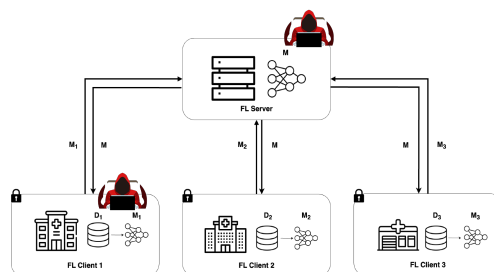 M
FL Server
M1 M M2 M M M3
D1 M1
D2 M2
D3 M3
FL Client 1
FL Client 2
FL Client 3